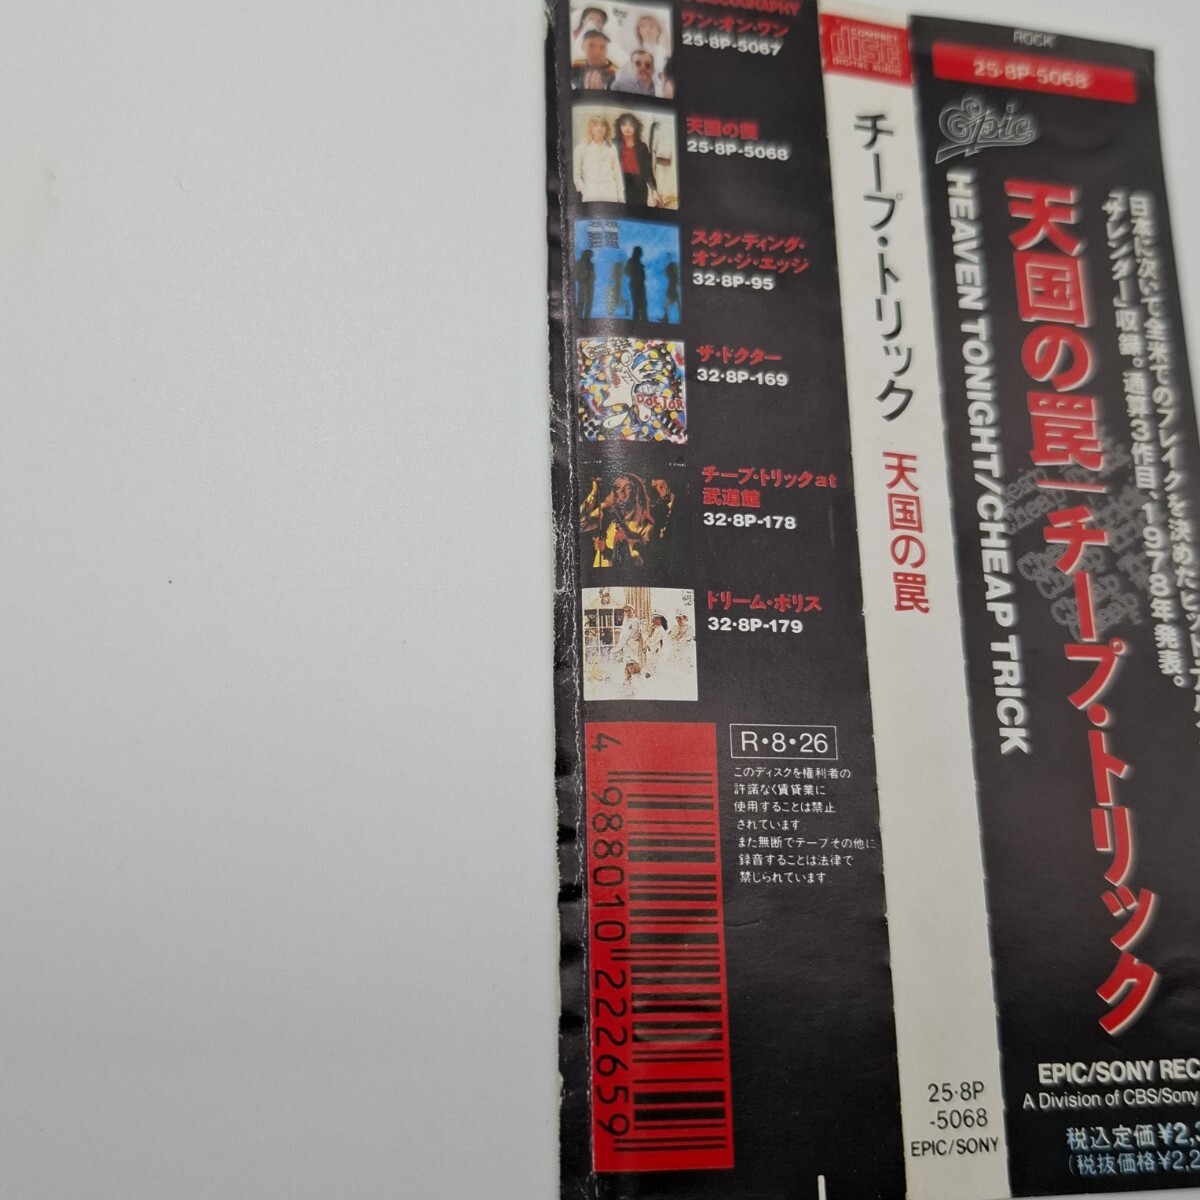 DISCOGRAPHY
ワン・オン・ワン
25・8P-5067
天国の罠
25・8P-5068
スタンディング・
オン・ジ・エッジ
32・8P-95
ザ・ドクター
32・8P-169
チープ・トリックat
武道館
32・8P-178
ドリーム・ポリス
32・8P-179
R・8・26
このディスクを権利者の
許諾なく賃貸業に
使用することは禁止
されています
また無断でテープその他に
録音することは法律で
禁じられています
4 988010 222659
COMPACT
disc
DIGITAL AUDIO
チープ・トリック 天国の罠
25・8P
-5068
EPIC/SONY
ROCK
25・8P-5068
Epic
日本に次いで全米でのブレイクを決めたヒット・アル
「サレンダー」収録。通算3作目、1978年発表。
天国の罠/チープ・トリック
HEAVEN TONIGHT/CHEAP TRICK
EPIC/SONY REC
A Division of CBS/Sony
税込定価¥2,3
(税抜価格¥2,2